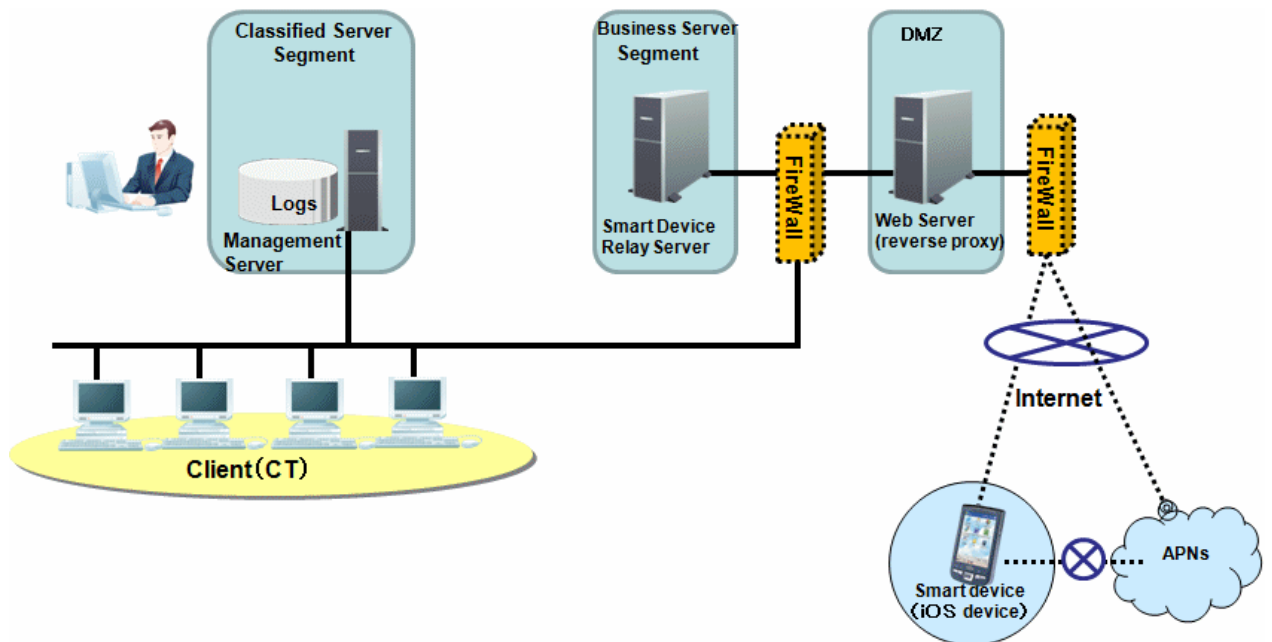 Classified Server
Segment
Logs
Management
Server
Business Server
Segment
Smart Device
Relay Server
FireWall
DMZ
Web Server
(reverse proxy)
FireWall
Client(CT)
Internet
Smart device
(iOS device)
APNs